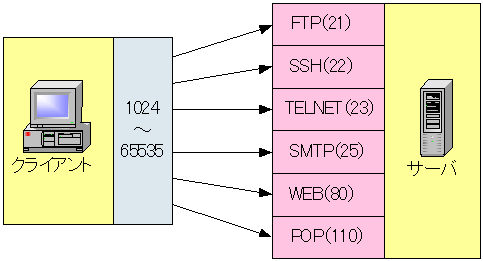 クライアント
1024
～
65535
FTP(21)
SSH(22)
TELNET(23)
SMTP(25)
WEB(80)
POP(110)
サーバ